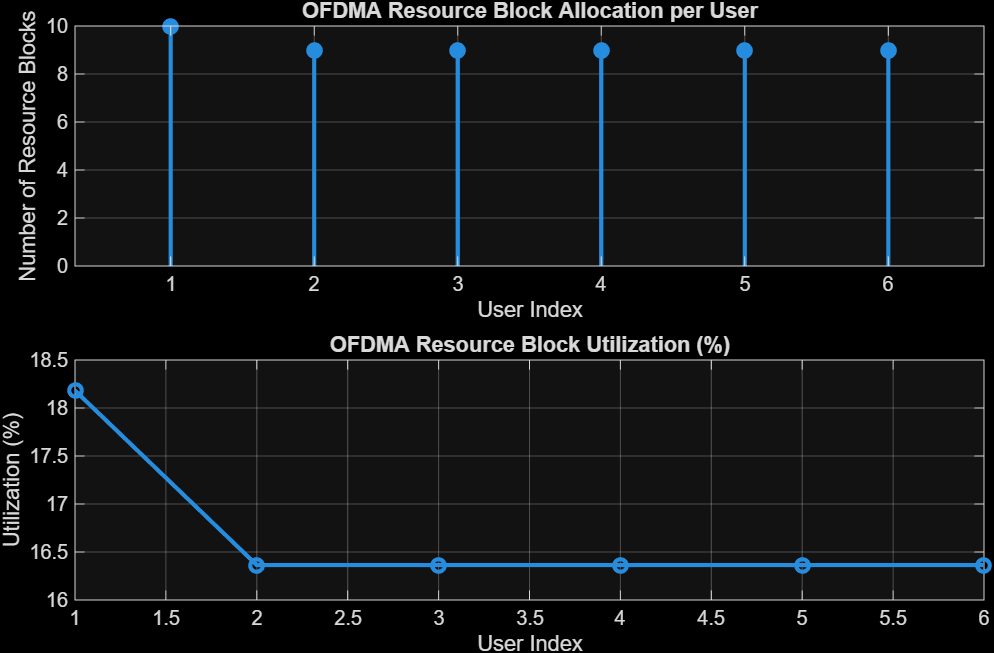 OFDMA Resource Block Allocation per User
Number of Resource Blocks
10
8
6
4
2
0
1 2 3 4 5 6
User Index
OFDMA Resource Block Utilization (%)
Utilization (%)
18.5
18
17.5
17
16.5
16
1 1.5 2 2.5 3 3.5 4 4.5 5 5.5 6
User Index